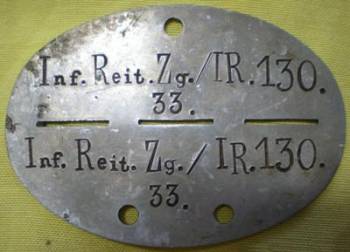 Inf. Reit. Zg./IR. 130.
33.
Inf. Reit. Zg./IR. 130.
33.